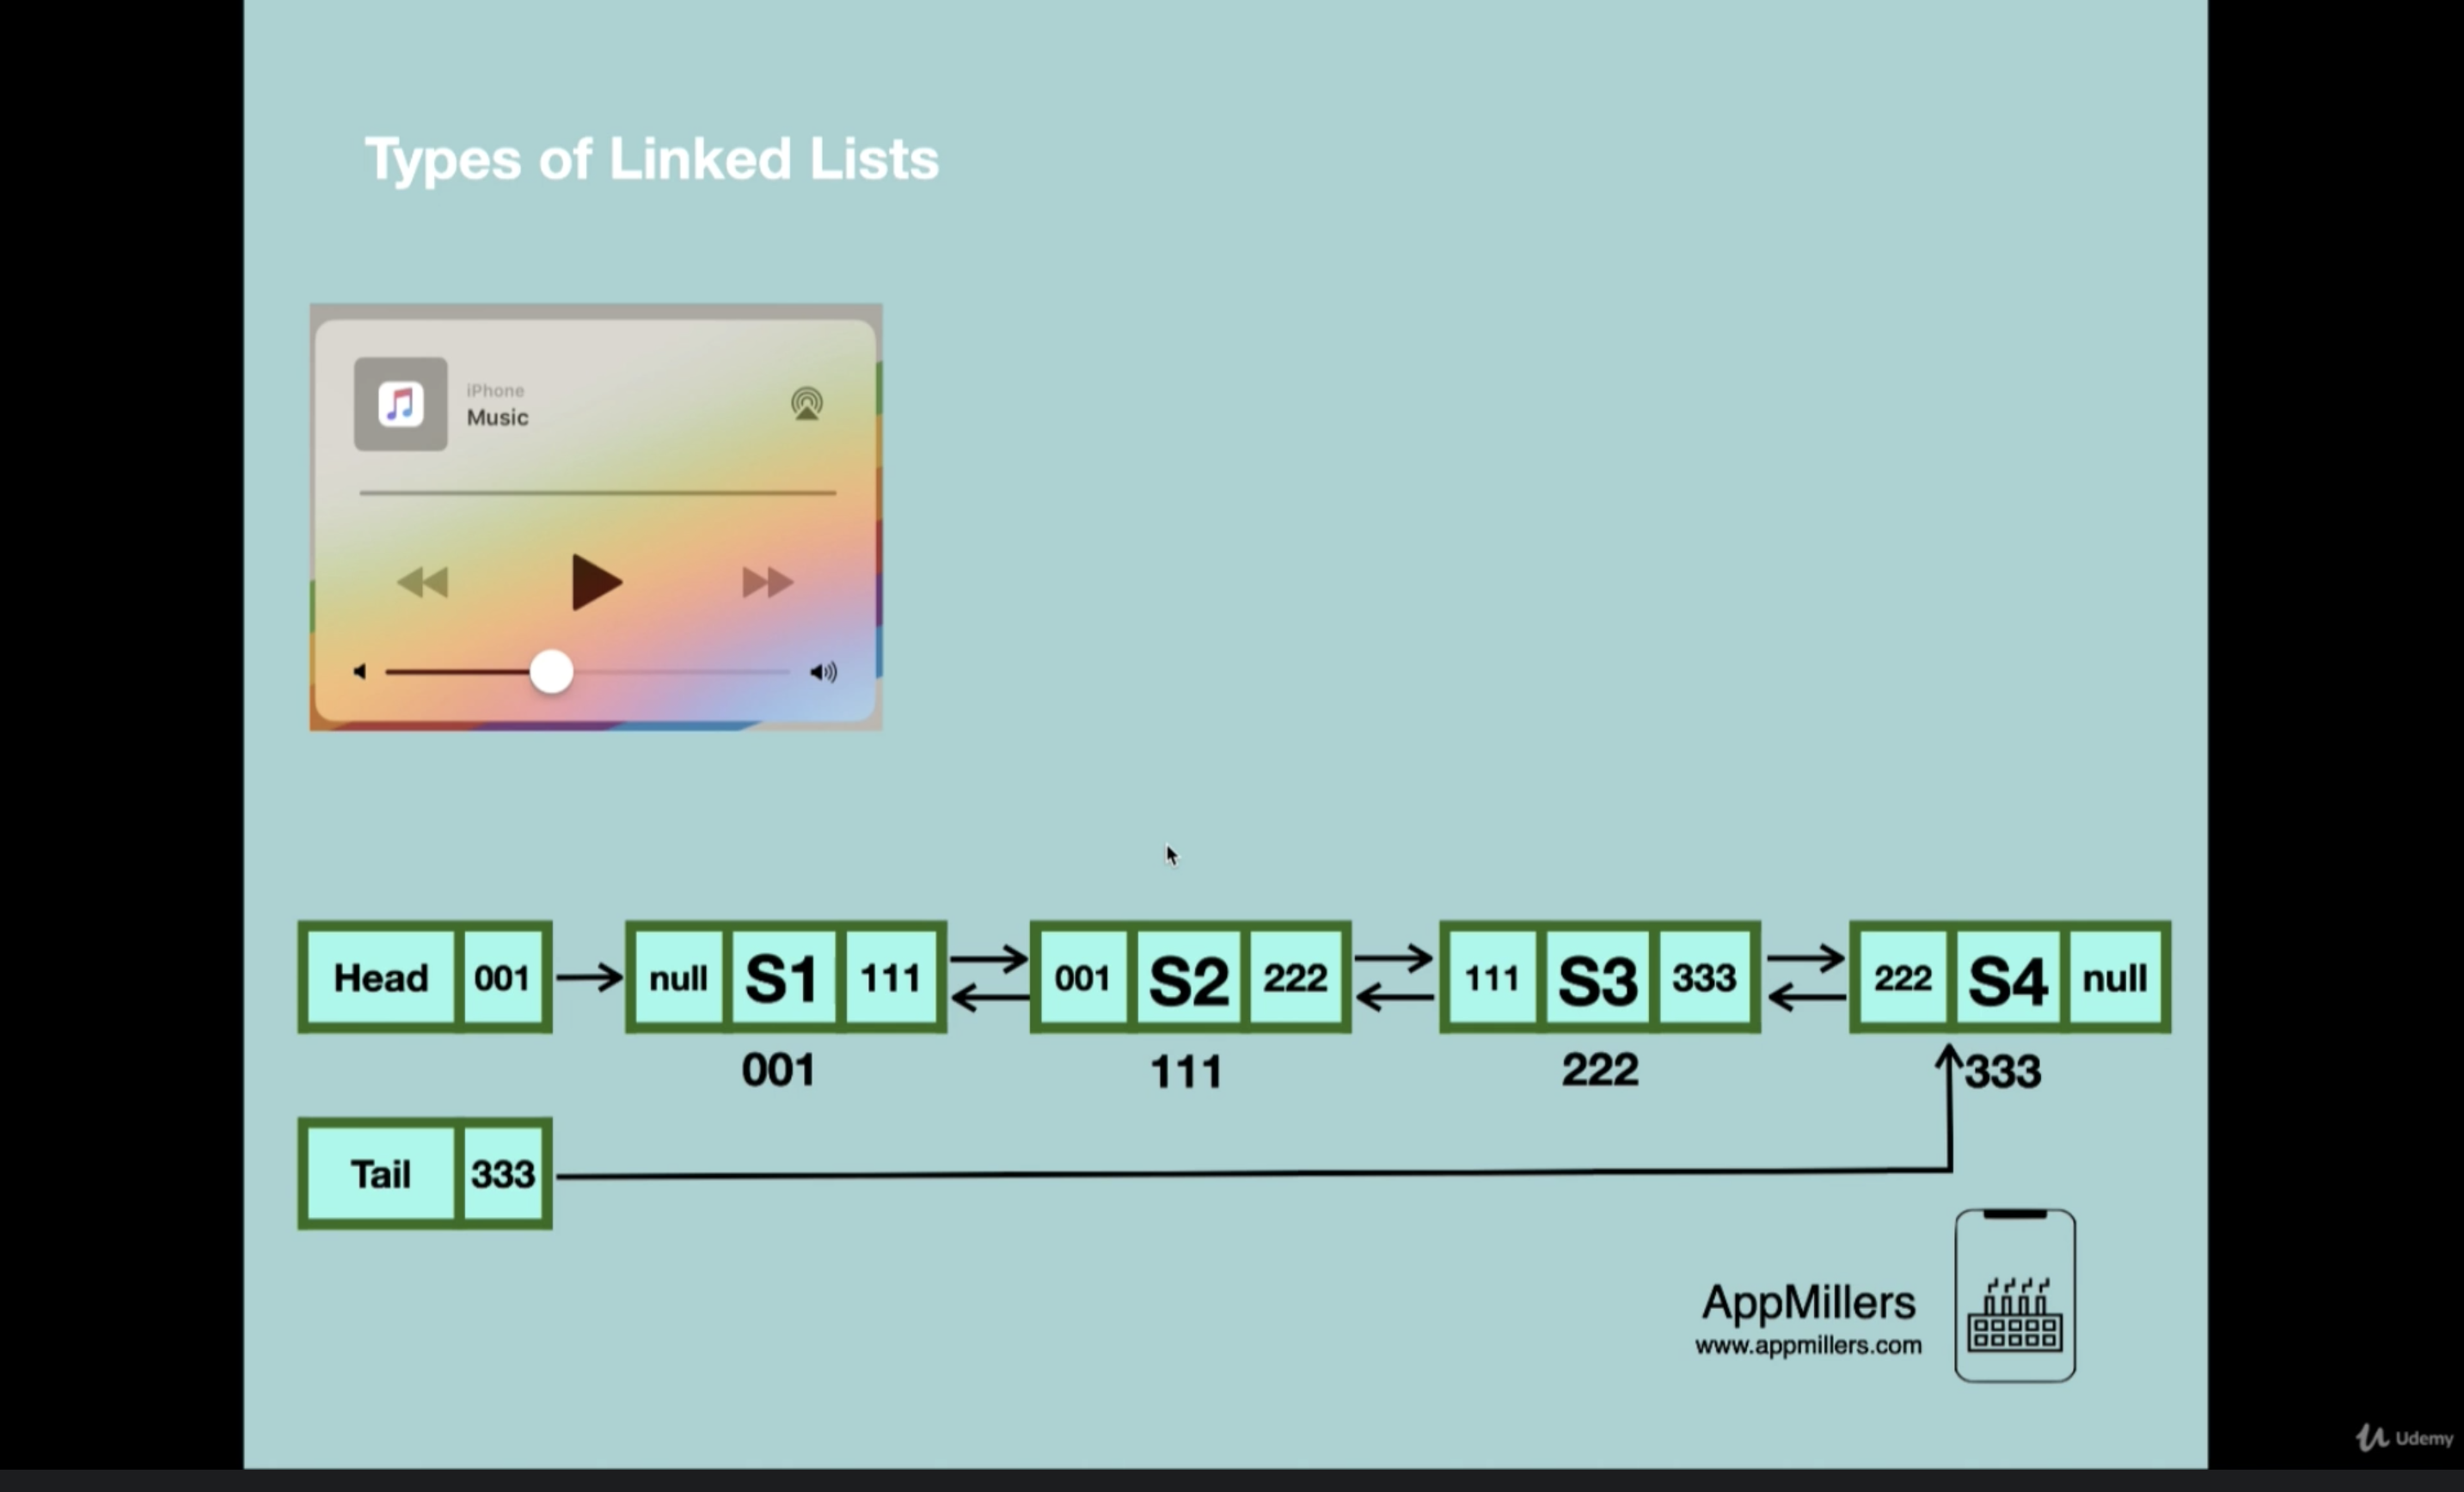 Types of Linked Lists
iPhone
Music
Head 001 null S1 111 001 S2 222 111 S3 333 222 S4 null
001 111 222 333
Tail 333
AppMillers
www.appmillers.com
Udemy